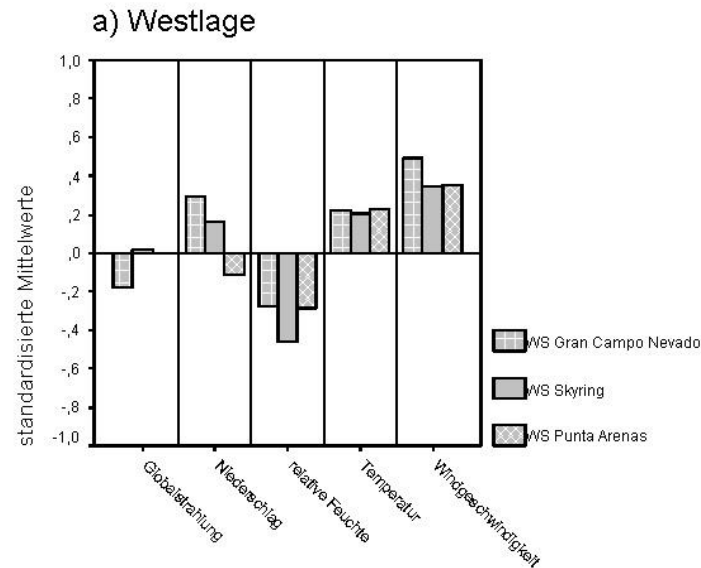 a) Westlage
standardisierte Mittelwerte
1,0
,8
,6
,4
,2
,0
-,2
-,4
-,6
-,8
-1,0
Globalstrahlung
Niederschlag
relative Feuchte
Temperatur
Windgeschwindigkeit
WS Gran Campo Nevado
WS Skyring
WS Punta Arenas